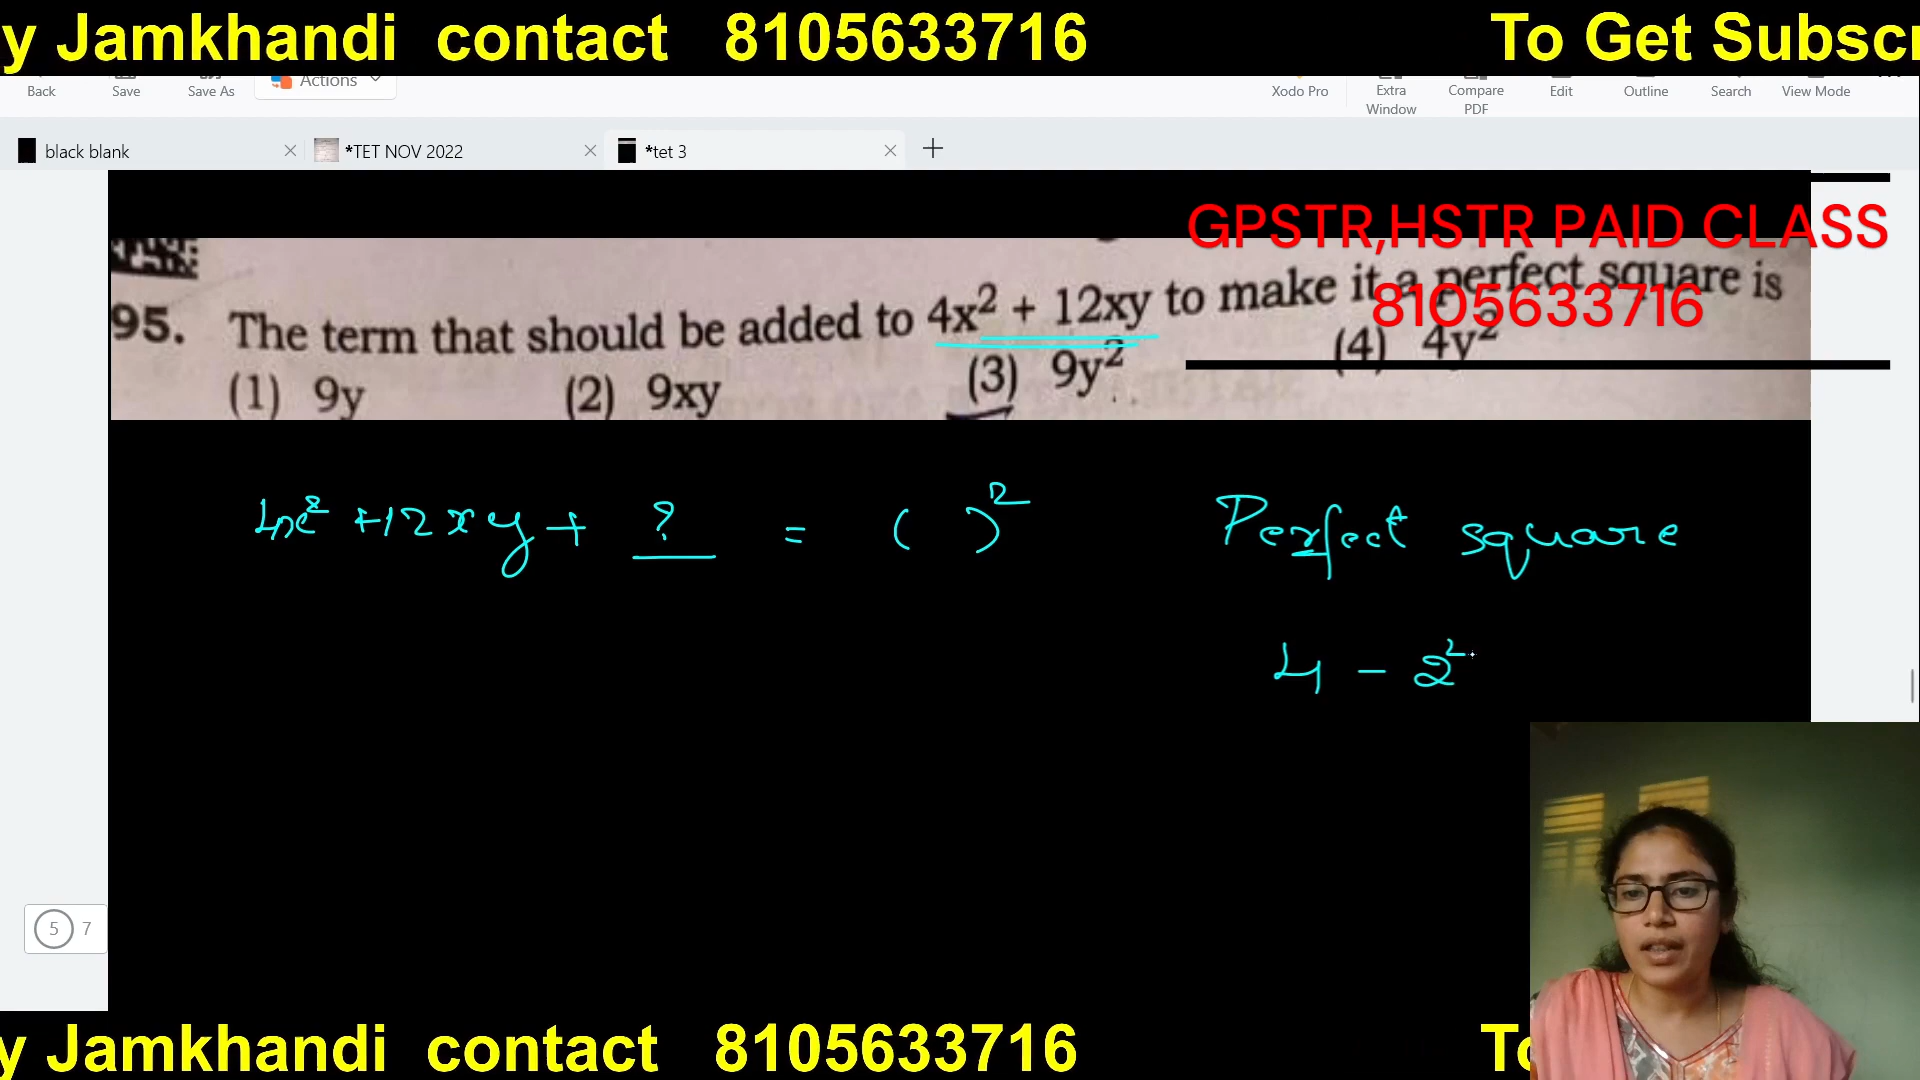 y Jamkhandi contact 8105633716 To Get Subscr
Back Save Save As Actions Xodo Pro Extra Window Compare PDF Edit Outline Search View Mode
black blank *TET NOV 2022 *tet 3
GPSTR,HSTR PAID CLASS
8105633716
95. The term that should be added to 4x² + 12xy to make it a perfect square is
(1) 9y (2) 9xy (3) 9y² (4) 4y²
4x² + 12xy + ? = ( )² Perfect square
4 - 2²
5 7
y Jamkhandi contact 8105633716 To